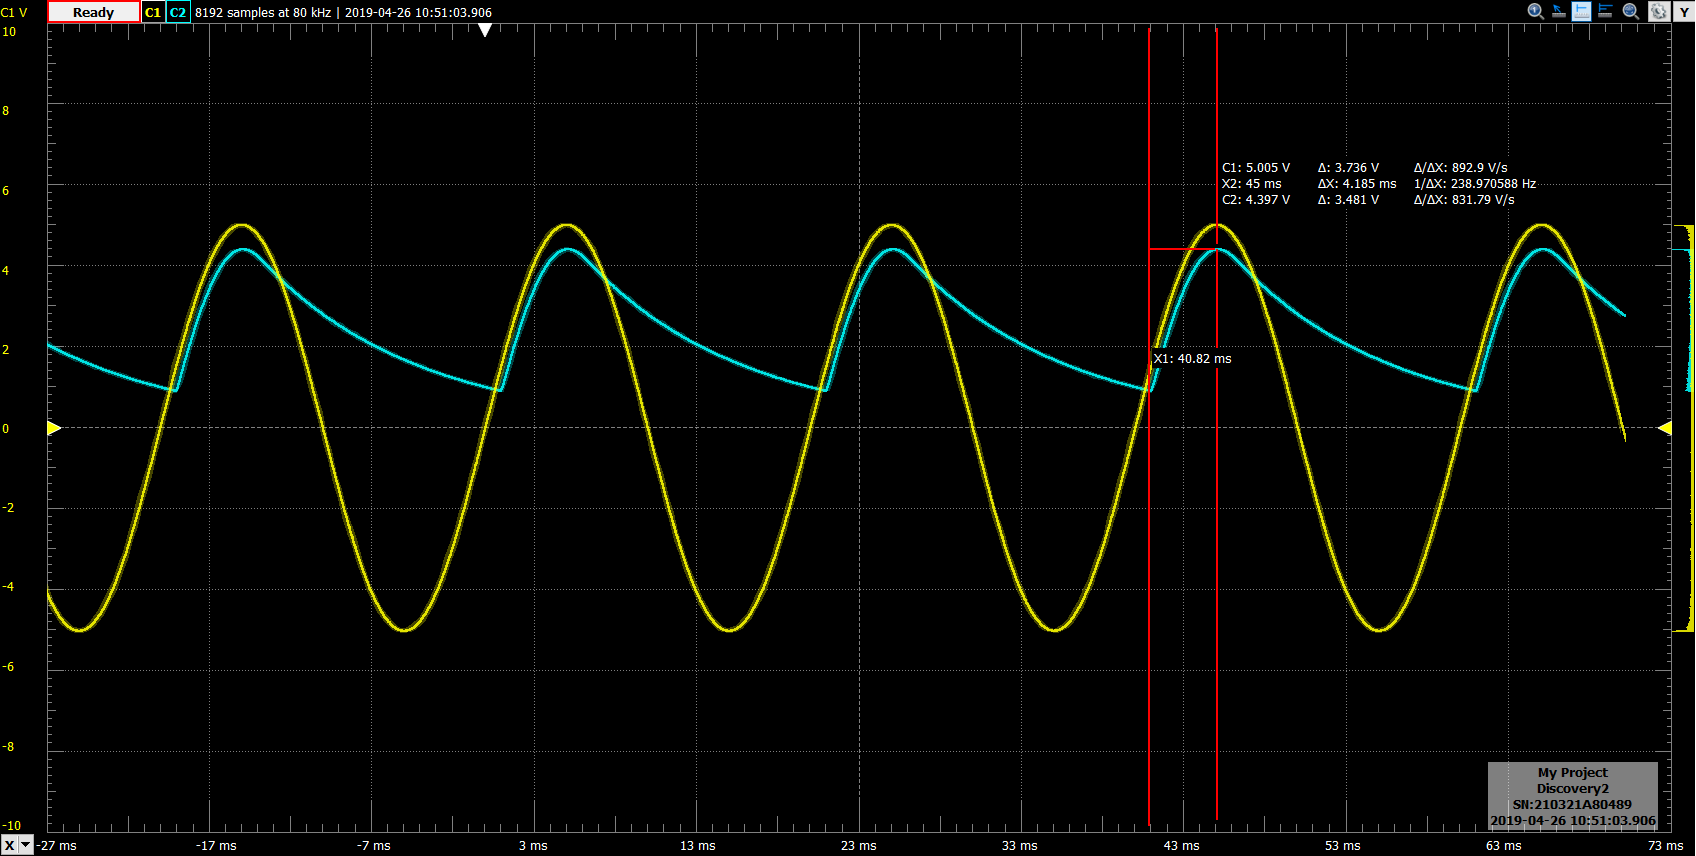 C1 V Ready C1 C2 8192 samples at 80 kHz | 2019-04-26 10:51:03.906 Y
10
8
C1: 5.005 V Δ: 3.736 V Δ/ΔX: 892.9 V/s
X2: 45 ms ΔX: 4.185 ms 1/ΔX: 238.970588 Hz
6
C2: 4.397 V Δ: 3.481 V Δ/ΔX: 831.79 V/s
4
2
X1: 40.82 ms
0
-2
-4
-6
-8
My Project
Discovery2
SN:210321A80489
2019-04-26 10:51:03.906
-10
X -27 ms -17 ms -7 ms 3 ms 13 ms 23 ms 33 ms 43 ms 53 ms 63 ms 73 ms